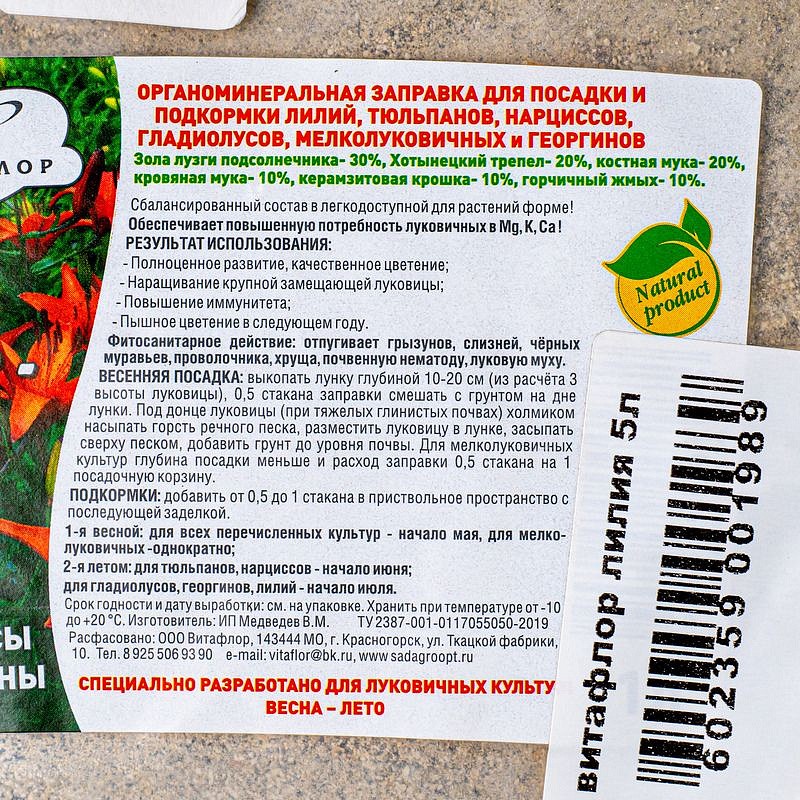 ОРГАНОМИНЕРАЛЬНАЯ ЗАПРАВКА ДЛЯ ПОСАДКИ И
ПОДКОРМКИ ЛИЛИЙ, ТЮЛЬПАНОВ, НАРЦИССОВ,
ГЛАДИОЛУСОВ, МЕЛКОЛУКОВИЧНЫХ и ГЕОРГИНОВ
Зола лузги подсолнечника- 30%, Хотынецкий трепел- 20%, костная мука- 20%,
кровяная мука- 10%, керамзитовая крошка- 10%, горчичный жмых- 10%.
ЛОР
Сбалансированный состав в легкодоступной для растений форме!
Обеспечивает повышенную потребность луковичных в Mg, K, Ca!
РЕЗУЛЬТАТ ИСПОЛЬЗОВАНИЯ:
- Полноценное развитие, качественное цветение;
- Наращивание крупной замещающей луковицы;
- Повышение иммунитета;
- Пышное цветение в следующем году.
Natural
product
Фитосанитарное действие: отпугивает грызунов, слизней, чёрных
муравьев, проволочника, хруща, почвенную нематоду, луковую муху.
ВЕСЕННЯЯ ПОСАДКА: выкопать лунку глубиной 10-20 см (из расчёта 3
высоты луковицы), 0,5 стакана заправки смешать с грунтом на дне
лунки. Под донце луковицы (при тяжелых глинистых почвах) холмиком
насыпать горсть речного песка, разместить луковицу в лунке, засыпать
сверху песком, добавить грунт до уровня почвы. Для мелколуковичных
культур глубина посадки меньше и расход заправки 0,5 стакана на 1
посадочную корзину.
ПОДКОРМКИ: добавить от 0,5 до 1 стакана в приствольное пространство с
последующей заделкой.
1-я весной: для всех перечисленных культур - начало мая, для мелко-
луковичных -однократно;
2-я летом: для тюльпанов, нарциссов - начало июня;
для гладиолусов, георгинов, лилий - начало июля.
Срок годности и дату выработки: см. на упаковке. Хранить при температуре от -10
до +20 °С. Изготовитель: ИП Медведев В.М. ТУ 2387-001-0117055050-2019
Расфасовано: ООО Витафлор, 143444 МО, г. Красногорск, ул. Ткацкой фабрики,
10. Тел. 8 925 506 93 90 e-mail: vitaflor@bk.ru, www.sadagroopt.ru
СПЕЦИАЛЬНО РАЗРАБОТАНО ДЛЯ ЛУКОВИЧНЫХ КУЛЬТУ
ВЕСНА – ЛЕТО
СЫ
НЫ
витафлор лилия 5л
602359001989